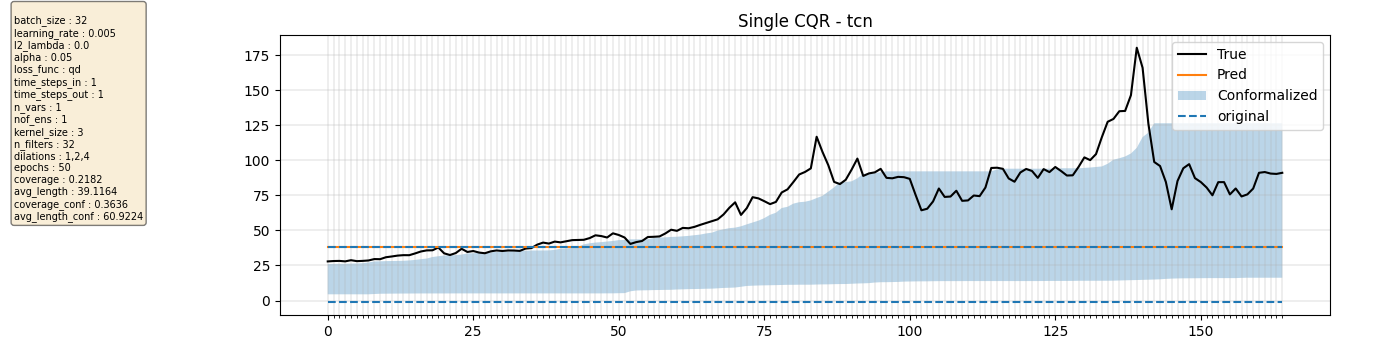 batch_size : 32
learning_rate : 0.005
l2_lambda : 0.0
alpha : 0.05
loss_func : qd
time_steps_in : 1
time_steps_out : 1
n_vars : 1
nof_ens : 1
kernel_size : 3
n_filters : 32
dilations : 1,2,4
epochs : 50
coverage : 0.2182
avg_length : 39.1164
coverage_conf : 0.3636
avg_length_conf : 60.9224
Single CQR - tcn
175
150
125
100
75
50
25
0
True
Pred
Conformalized
original
0 25 50 75 100 125 150